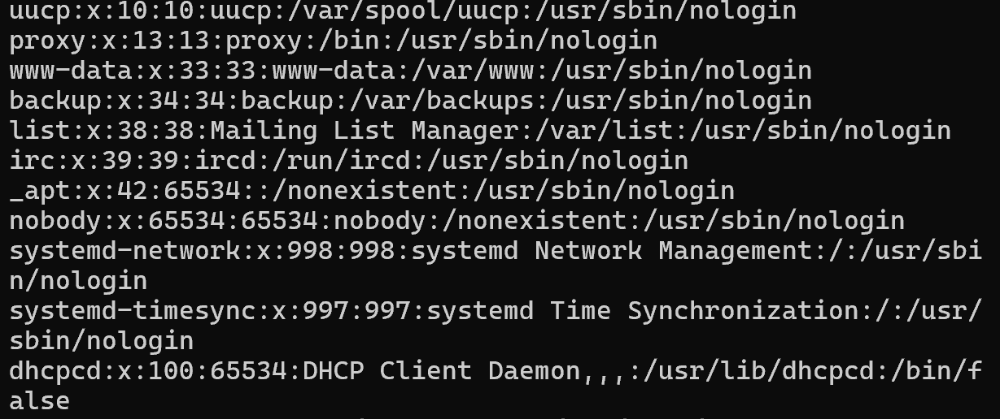 uucp:x:10:10:uucp:/var/spool/uucp:/usr/sbin/nologin
proxy:x:13:13:proxy:/bin:/usr/sbin/nologin
www-data:x:33:33:www-data:/var/www:/usr/sbin/nologin
backup:x:34:34:backup:/var/backups:/usr/sbin/nologin
list:x:38:38:Mailing List Manager:/var/list:/usr/sbin/nologin
irc:x:39:39:ircd:/run/ircd:/usr/sbin/nologin
_apt:x:42:65534::/nonexistent:/usr/sbin/nologin
nobody:x:65534:65534:nobody:/nonexistent:/usr/sbin/nologin
systemd-network:x:998:998:systemd Network Management:/:/usr/sbi
n/nologin
systemd-timesync:x:997:997:systemd Time Synchronization:/:/usr/
sbin/nologin
dhcpcd:x:100:65534:DHCP Client Daemon,,,:/usr/lib/dhcpcd:/bin/f
alse